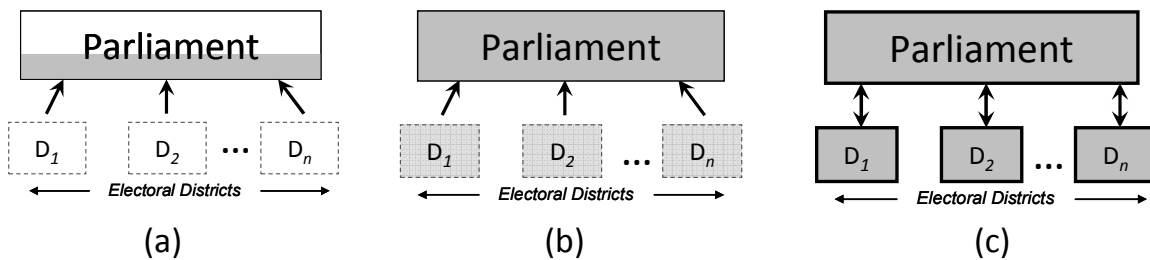 Parliament
D1 D2 ... Dn
Electoral Districts
(a)
Parliament
D1 D2 ... Dn
Electoral Districts
(b)
Parliament
D1 D2 ... Dn
Electoral Districts
(c)